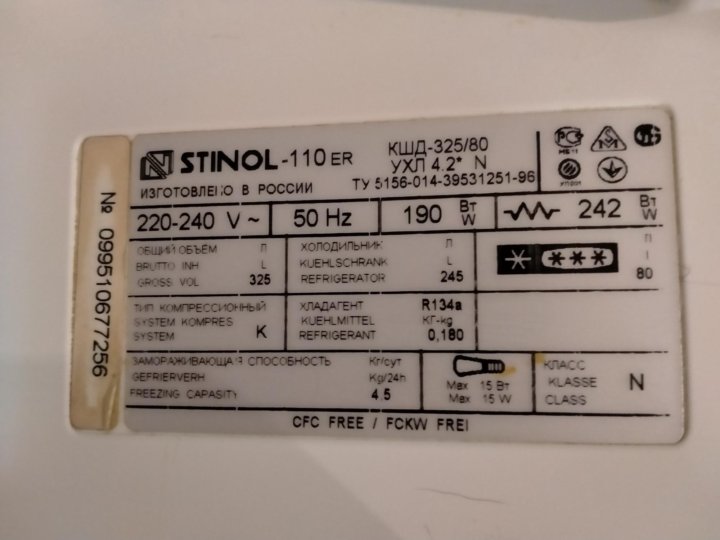 № 099510677256
STINOL-110 ER
КШД-325/80
УХЛ 4.2* N
ИЗГОТОВЛЕНО В РОССИИ
ТУ 5156-014-39531251-96
220-240 V ~
50 Hz
190 Вт W
242 Вт W
ОБЩИЙ ОБЪЁМ Л
BRUTTO INH L
GROSS VOL 325
ХОЛОДИЛЬНИК Л
KUEHLSCHRANK L
REFRIGERATOR 245
80
ТИП КОМПРЕССИОННЫЙ
SYSTEM KOMPRES
SYSTEM K
ХЛАДАГЕНТ R134a
KUEHLMITTEL КГ-kg
REFRIGERANT 0,180
ЗАМОРАЖИВАЮЩАЯ СПОСОБНОСТЬ Кг/сут
GEFRIERVERH Kg/24h
FREEZING CAPASITY 4.5
Max 15 Вт
Max 15 W
КЛАСС
KLASSE N
CLASS
CFC FREE / FCKW FREI